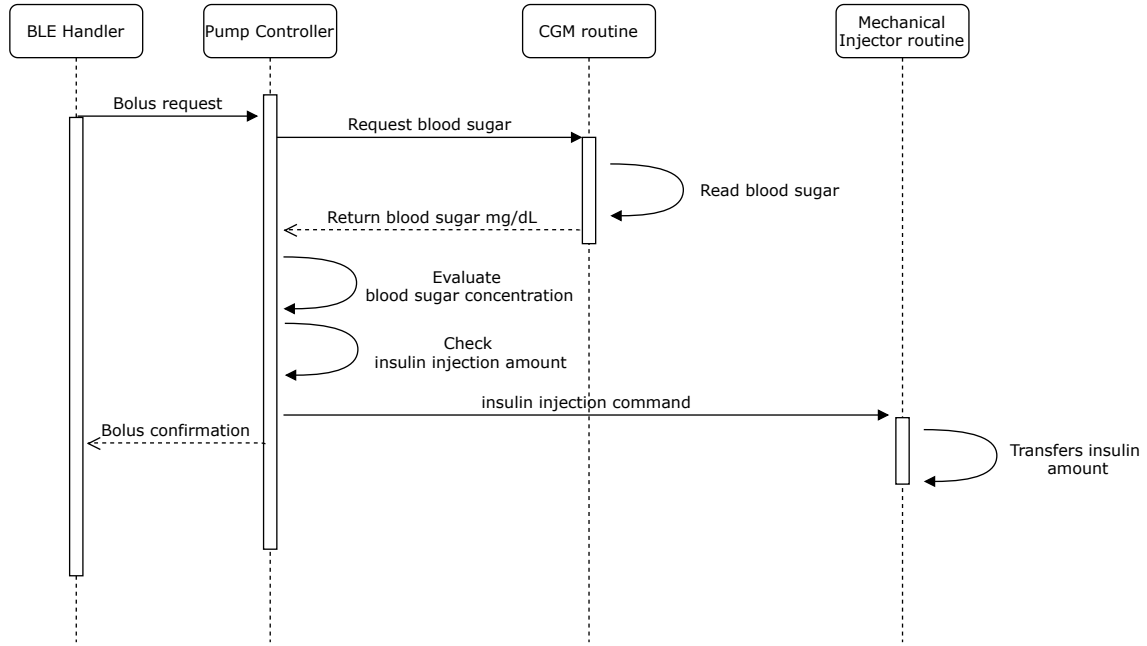 BLE Handler
Pump Controller
CGM routine
Mechanical
Injector routine
Bolus request
Request blood sugar
Read blood sugar
Return blood sugar mg/dL
Evaluate
blood sugar concentration
Check
insulin injection amount
insulin injection command
Bolus confirmation
Transfers insulin
amount